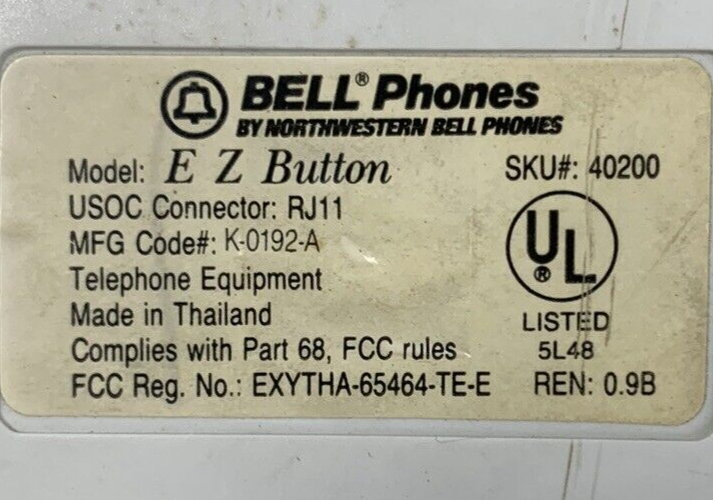 BELL® Phones
BY NORTHWESTERN BELL PHONES
Model: E Z Button
SKU#: 40200
USOC Connector: RJ11
MFG Code#: K-0192-A
Telephone Equipment
Made in Thailand
Complies with Part 68, FCC rules
FCC Reg. No.: EXYTHA-65464-TE-E
UL®
LISTED
5L48
REN: 0.9B